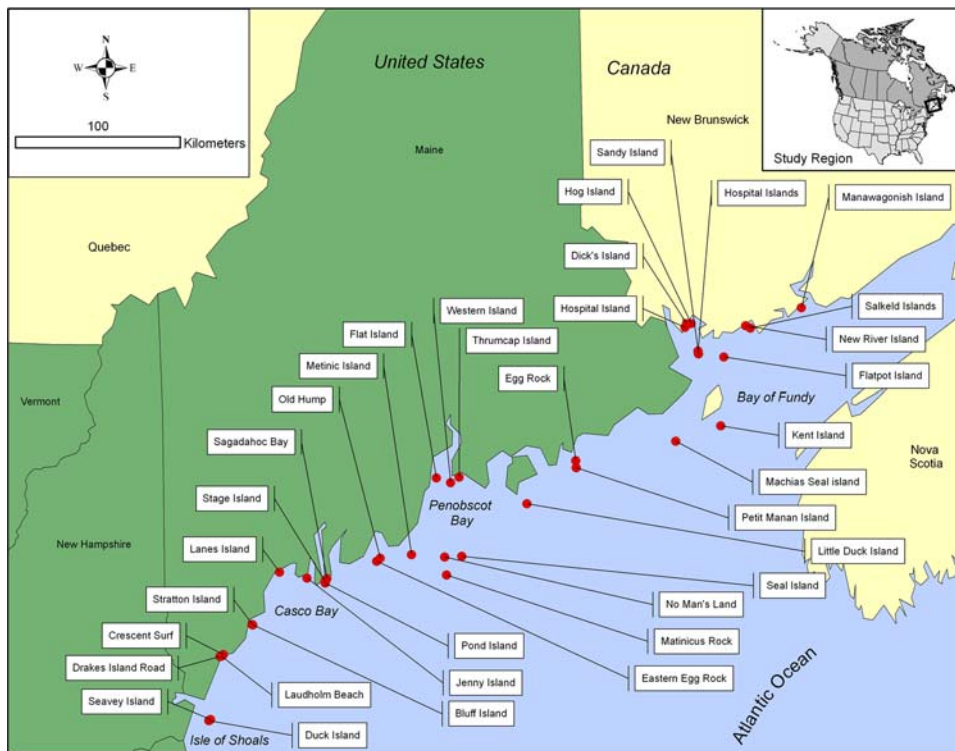 United States
Canada
N
W
E
S
100
Kilometers
New Brunswick
Maine
Sandy Island
Study Region
Hog Island
Hospital Islands
Manawagonish Island
Quebec
Dick's Island
Western Island
Hospital Island
Salkeld Islands
Flat Island
Thrumcap Island
New River Island
Metinic Island
Egg Rock
Flatpot Island
Vermont
Old Hump
Bay of Fundy
Sagadahoc Bay
Kent Island
Nova
Scotia
Stage Island
Machias Seal island
Penobscot
Bay
Petit Manan Island
New Hampshire
Lanes Island
Little Duck Island
Seal Island
Stratton Island
Casco Bay
No Man's Land
Crescent Surf
Pond Island
Matinicus Rock
Drakes Island Road
Jenny Island
Eastern Egg Rock
Seavey Island
Laudholm Beach
Bluff Island
Atlantic Ocean
Isle of Shoals
Duck Island